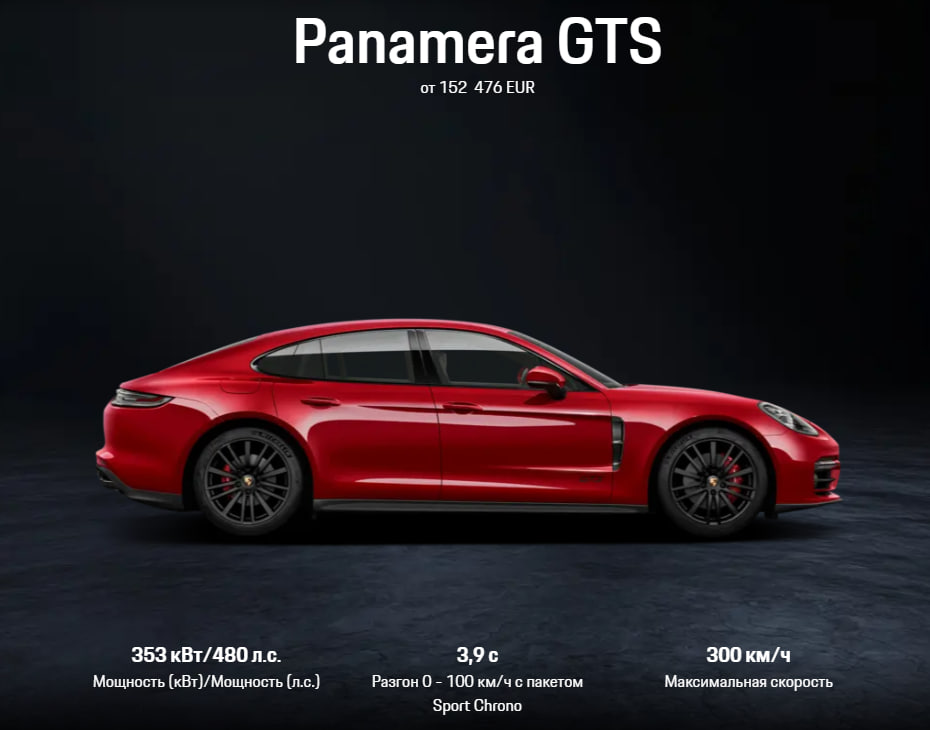 Panamera GTS
от 152 476 EUR
353 кВт/480 л.с.
Мощность (кВт)/Мощность (л.с.)
3,9 с
Разгон 0 - 100 км/ч с пакетом
Sport Chrono
300 км/ч
Максимальная скорость